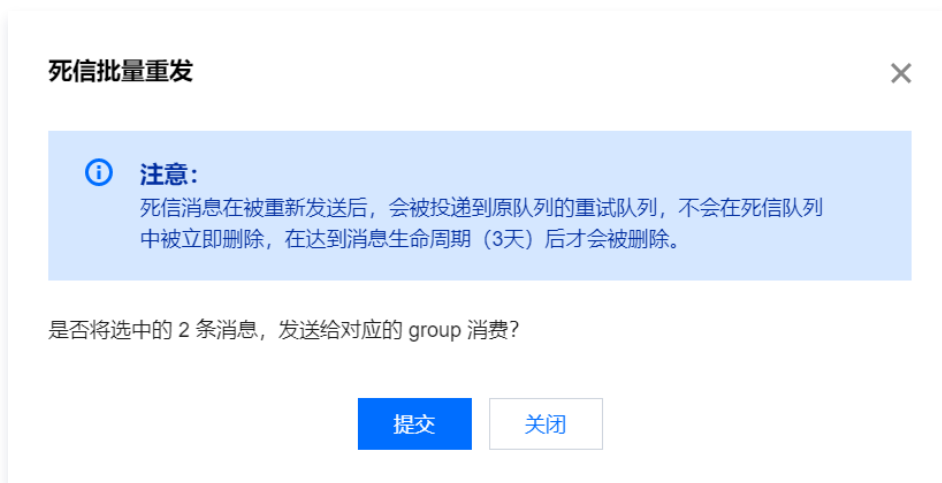 死信批量重发
注意：
死信消息在被重新发送后，会被投递到原队列的重试队列，不会在死信队列
中被立即删除，在达到消息生命周期（3天）后才会被删除。
是否将选中的 2 条消息，发送给对应的 group 消费？
提交
关闭